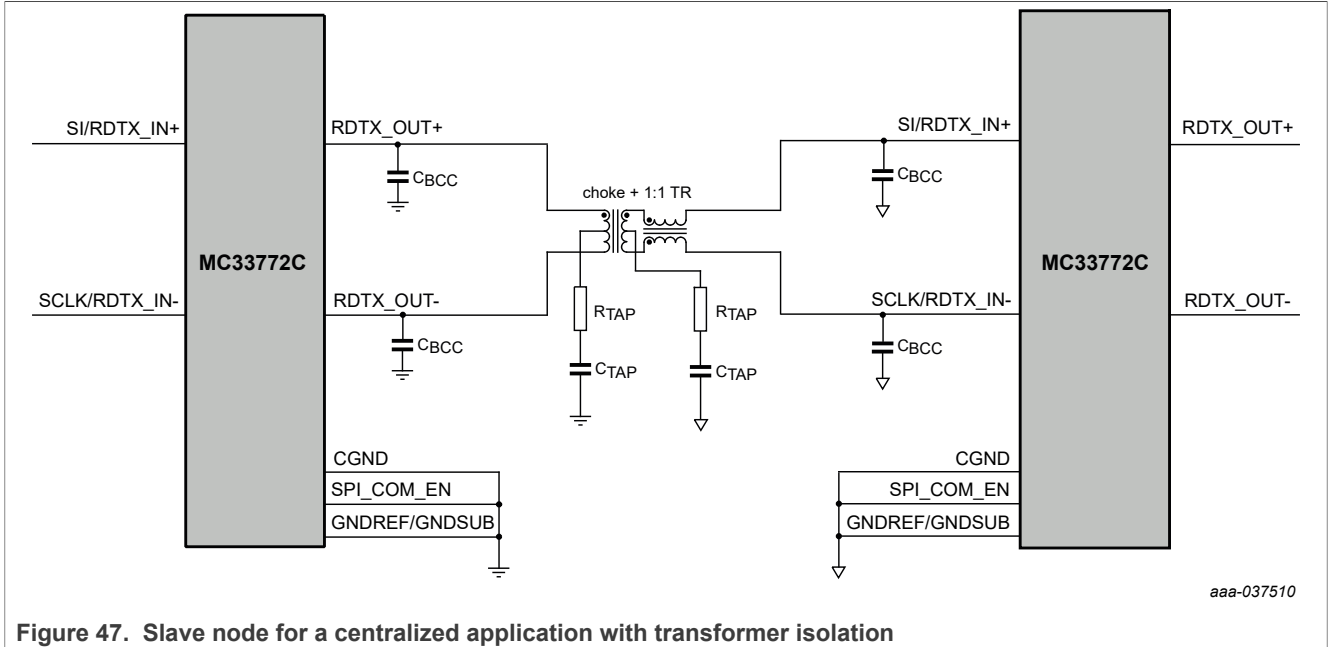 SI/RDTX_IN+
RDTX_OUT+
SI/RDTX_IN+
RDTX_OUT+
CBCC
CBCC
choke + 1:1 TR
MC33772C
MC33772C
SCLK/RDTX_IN-
RDTX_OUT-
SCLK/RDTX_IN-
RDTX_OUT-
RTAP
RTAP
CBCC
CBCC
CTAP
CTAP
CGND
CGND
SPI_COM_EN
SPI_COM_EN
GNDREF/GNDSUB
GNDREF/GNDSUB
aaa-037510
Figure 47. Slave node for a centralized application with transformer isolation